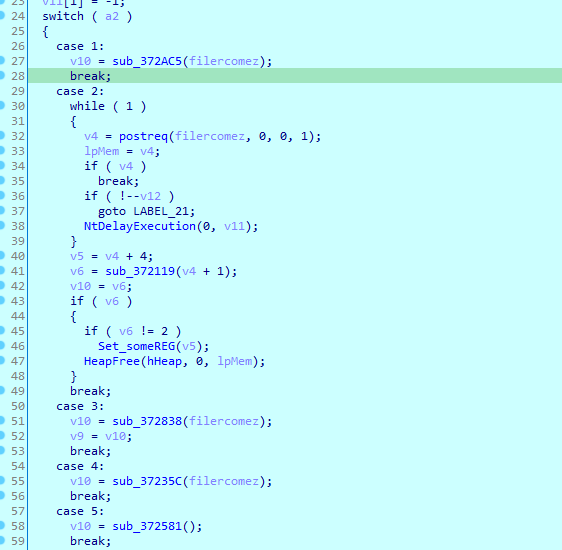 23 v11[1] = -1;
24 switch ( a2 )
25 {
26 case 1:
27 v10 = sub_372AC5(filercomez);
28 break;
29 case 2:
30 while ( 1 )
31 {
32 v4 = postreq(filercomez, 0, 0, 1);
33 lpMem = v4;
34 if ( v4 )
35 break;
36 if ( !--v12 )
37 goto LABEL_21;
38 NtDelayExecution(0, v11);
39 }
40 v5 = v4 + 4;
41 v6 = sub_372119(v4 + 1);
42 v10 = v6;
43 if ( v6 )
44 {
45 if ( v6 != 2 )
46 Set_someREG(v5);
47 HeapFree(hHeap, 0, lpMem);
48 }
49 break;
50 case 3:
51 v10 = sub_372838(filercomez);
52 v9 = v10;
53 break;
54 case 4:
55 v10 = sub_37235C(filercomez);
56 break;
57 case 5:
58 v10 = sub_372581();
59 break;